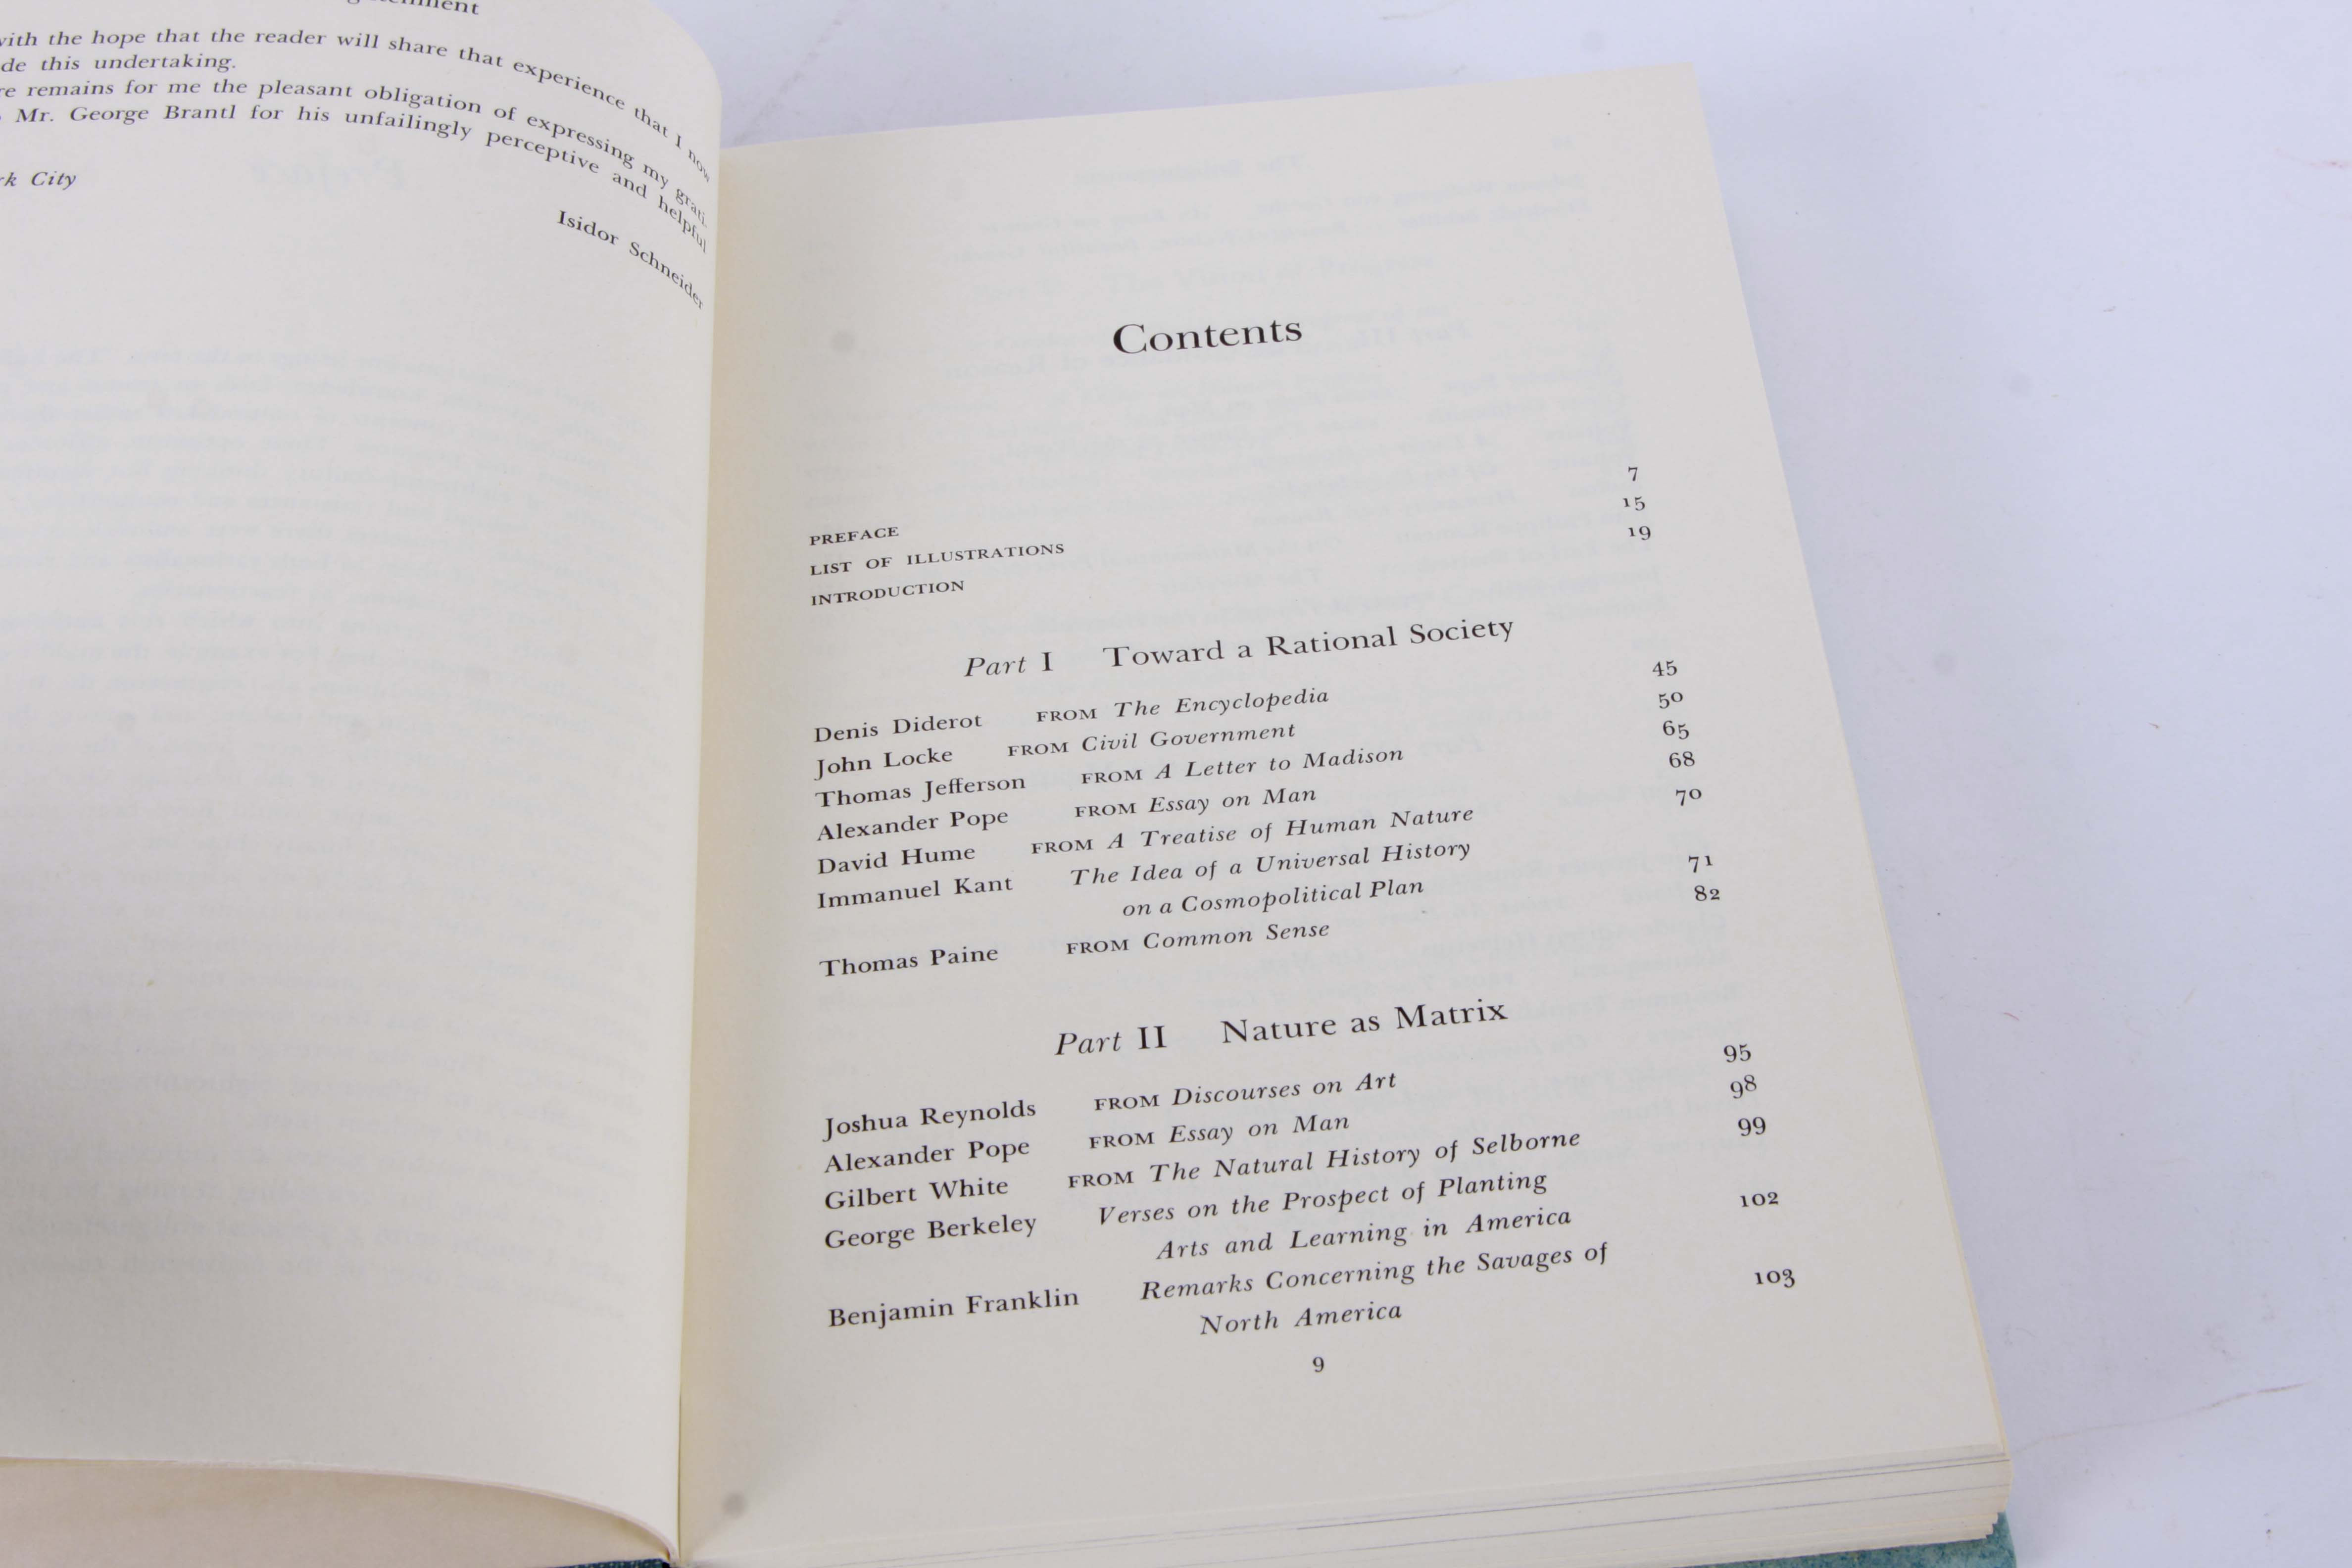 with the hope that the reader will share that experience that I now
de this undertaking.
re remains for me the pleasant obligation of expressing my grati-
Mr. George Brantl for his unfailingly perceptive and helpful
rk City
Isidor Schneider
Contents
PREFACE 7
LIST OF ILLUSTRATIONS 15
INTRODUCTION 19
Part I Toward a Rational Society
Denis Diderot FROM The Encyclopedia 45
John Locke FROM Civil Government 50
Thomas Jefferson FROM A Letter to Madison 65
Alexander Pope FROM Essay on Man 68
David Hume FROM A Treatise of Human Nature 70
Immanuel Kant The Idea of a Universal History
on a Cosmopolitical Plan 71
Thomas Paine FROM Common Sense 82
Part II Nature as Matrix
Joshua Reynolds FROM Discourses on Art 95
Alexander Pope FROM Essay on Man 98
Gilbert White FROM The Natural History of Selborne 99
George Berkeley Verses on the Prospect of Planting
Arts and Learning in America 102
Benjamin Franklin Remarks Concerning the Savages of
North America 103
9